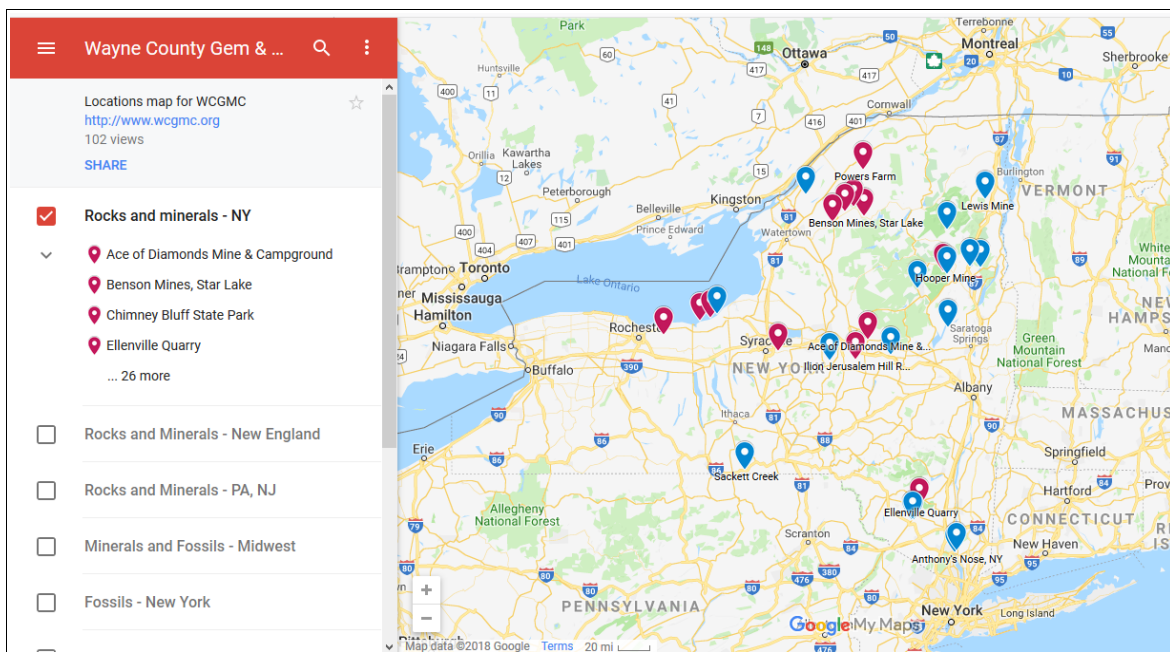 Wayne County Gem & ...
Locations map for WCGMC
http://www.wcgmc.org
102 views
SHARE
Rocks and minerals - NY
Ace of Diamonds Mine & Campground
Benson Mines, Star Lake
Chimney Bluff State Park
Ellenville Quarry
... 26 more
Rocks and Minerals - New England
Rocks and Minerals - PA, NJ
Minerals and Fossils - Midwest
Fossils - New York
Park
Terrebonne
Ottawa
Montreal
Sherbrooke
Huntsville
Cornwall
Orillia
Kawartha
Lakes
Peterborough
Belleville
Prince Edward
Kingston
Powers Farm
Burlington
VERMONT
Lewis Mine
Benson Mines, Star Lake
Watertown
White
Mountain
National F
Brampton
Toronto
Lake Ontario
Hooper Mine
Mississauga
Hamilton
NEW
HAMPS
Rochester
Saratoga
Springs
Green
Mountain
National Forest
Niagara Falls
Syracuse
Ace of Diamonds Mine &...
Ilion Jerusalem Hill R...
NEW YORK
Buffalo
Albany
Ithaca
MASSACHUS
Erie
Springfield
Sackett Creek
Allegheny
National Forest
Hartford
Prov
Ellenville Quarry
CONNECTICUT
Scranton
New Haven
Anthony's Nose, NY
PENNSYLVANIA
New York
Long Island
Google My Maps
Map data ©2018 Google
Terms
20 mi